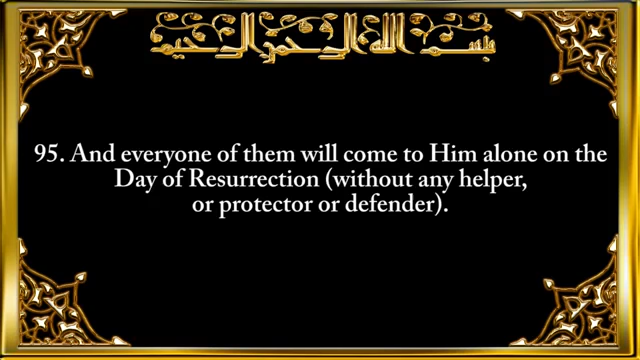 بسم الله الرحمن الرحيم
95. And everyone of them will come to Him alone on the
Day of Resurrection (without any helper,
or protector or defender).